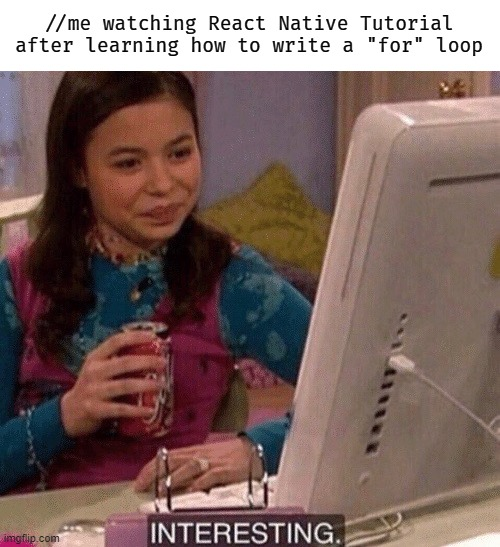 //me watching React Native Tutorial
after learning how to write a "for" loop
INTERESTING.
imgflip.com